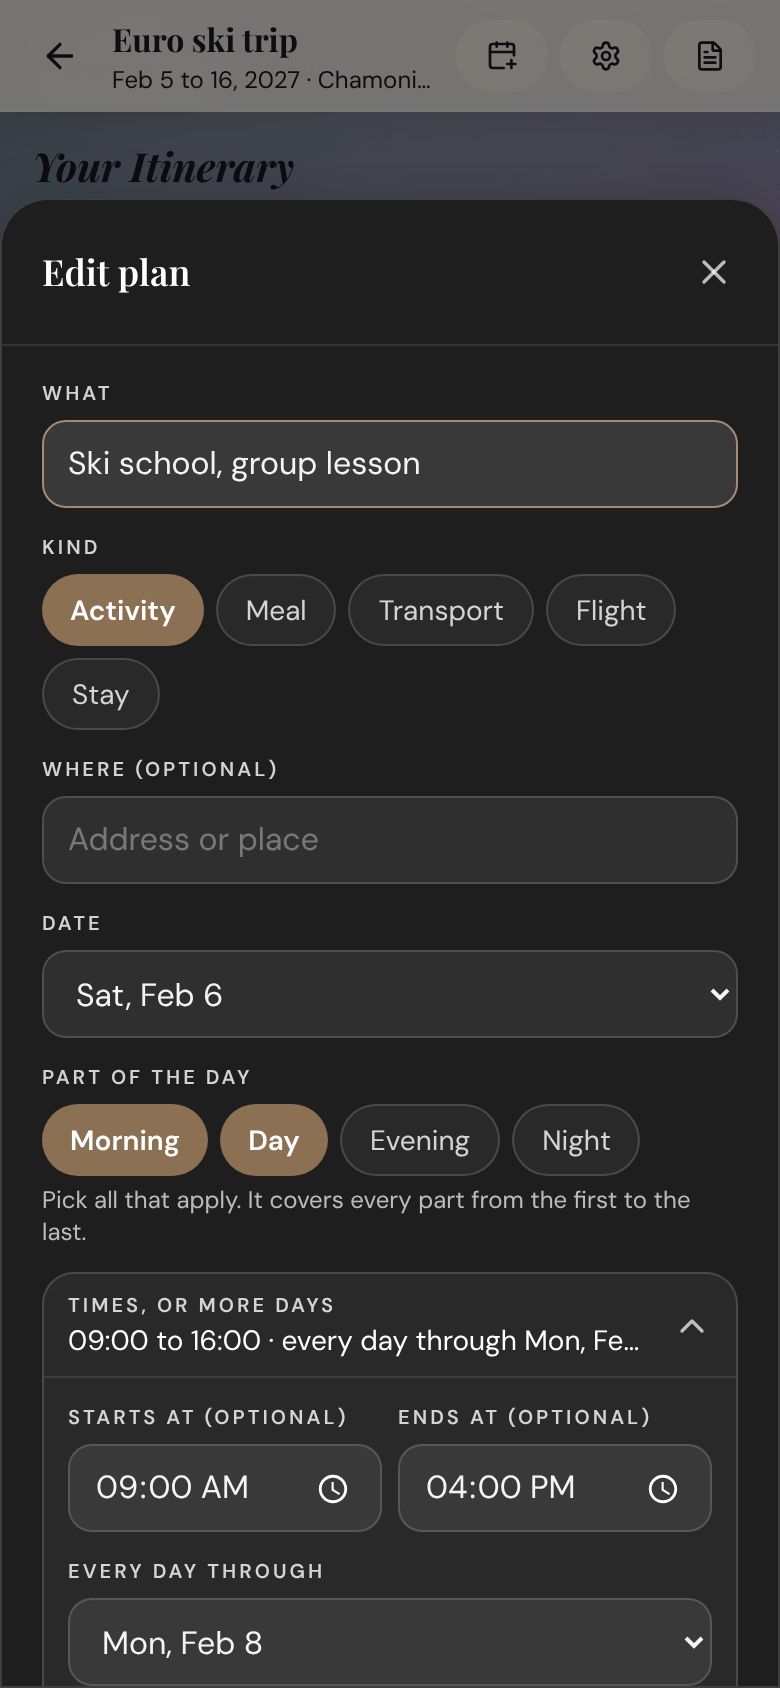 Euro ski trip
Feb 5 to 16, 2027 · Chamoni...
Your Itinerary
Edit plan
WHAT
Ski school, group lesson
KIND
Activity Meal Transport Flight
Stay
WHERE (OPTIONAL)
Address or place
DATE
Sat, Feb 6
PART OF THE DAY
Morning Day Evening Night
Pick all that apply. It covers every part from the first to the
last.
TIMES, OR MORE DAYS
09:00 to 16:00 · every day through Mon, Fe...
STARTS AT (OPTIONAL) ENDS AT (OPTIONAL)
09:00 AM 04:00 PM
EVERY DAY THROUGH
Mon, Feb 8